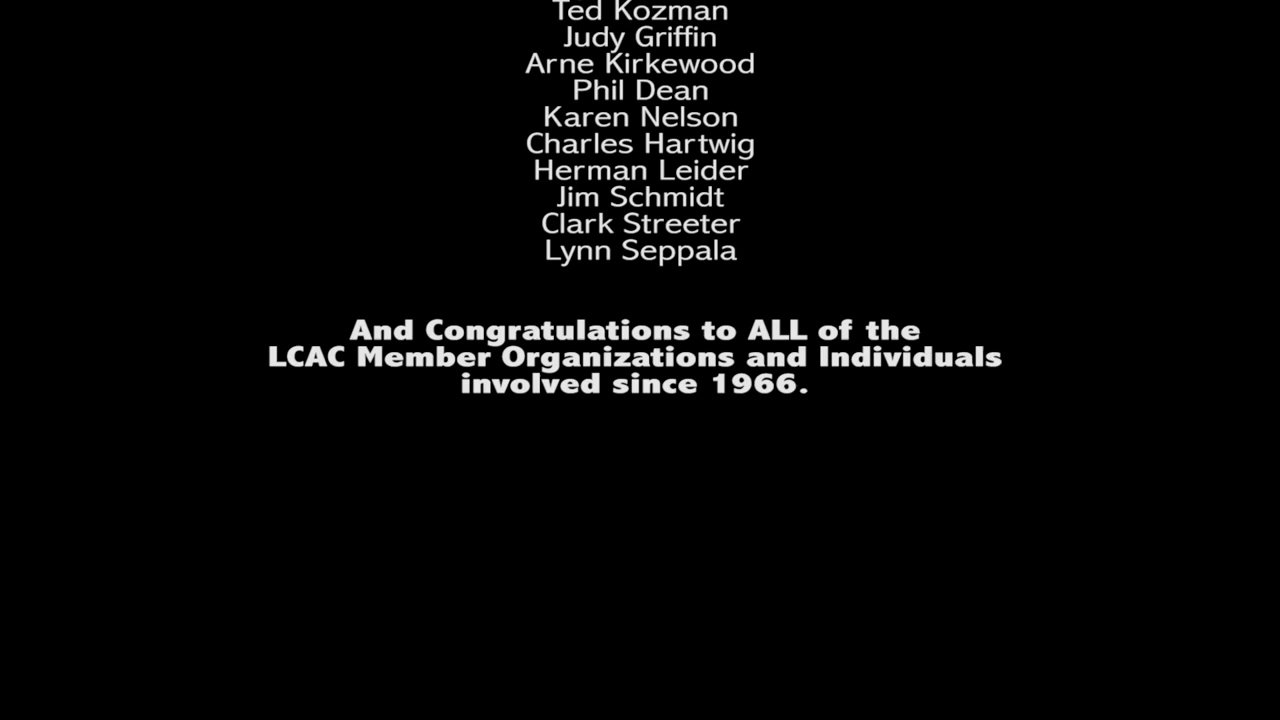 Ted Kozman
Judy Griffin
Arne Kirkewood
Phil Dean
Karen Nelson
Charles Hartwig
Herman Leider
Jim Schmidt
Clark Streeter
Lynn Seppala
And Congratulations to ALL of the
LCAC Member Organizations and Individuals
involved since 1966.